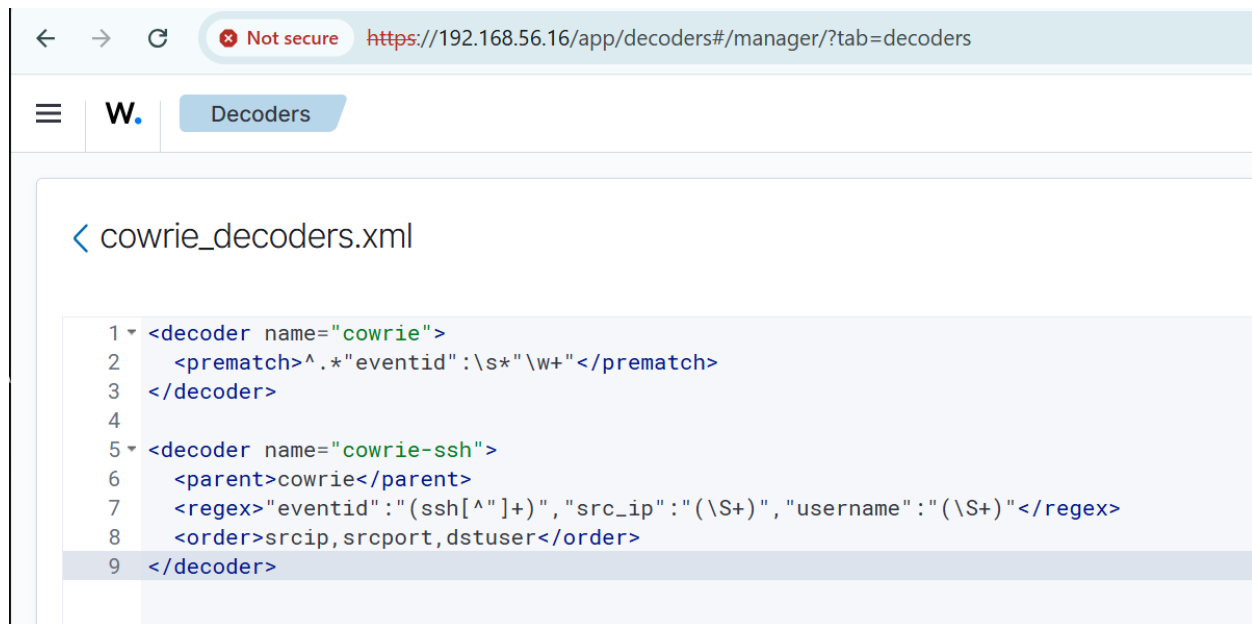 Not secure https://192.168.56.16/app/decoders#/manager/?tab=decoders
W. Decoders
cowrie_decoders.xml
1 <decoder name="cowrie">
2 <prematch>^.*"eventid":\s*"\w+"</prematch>
3 </decoder>
4
5 <decoder name="cowrie-ssh">
6 <parent>cowrie</parent>
7 <regex>"eventid":"(ssh[^"]+)","src_ip":"(\S+)","username":"(\S+)"</regex>
8 <order>srcip,srcport,dstuser</order>
9 </decoder>